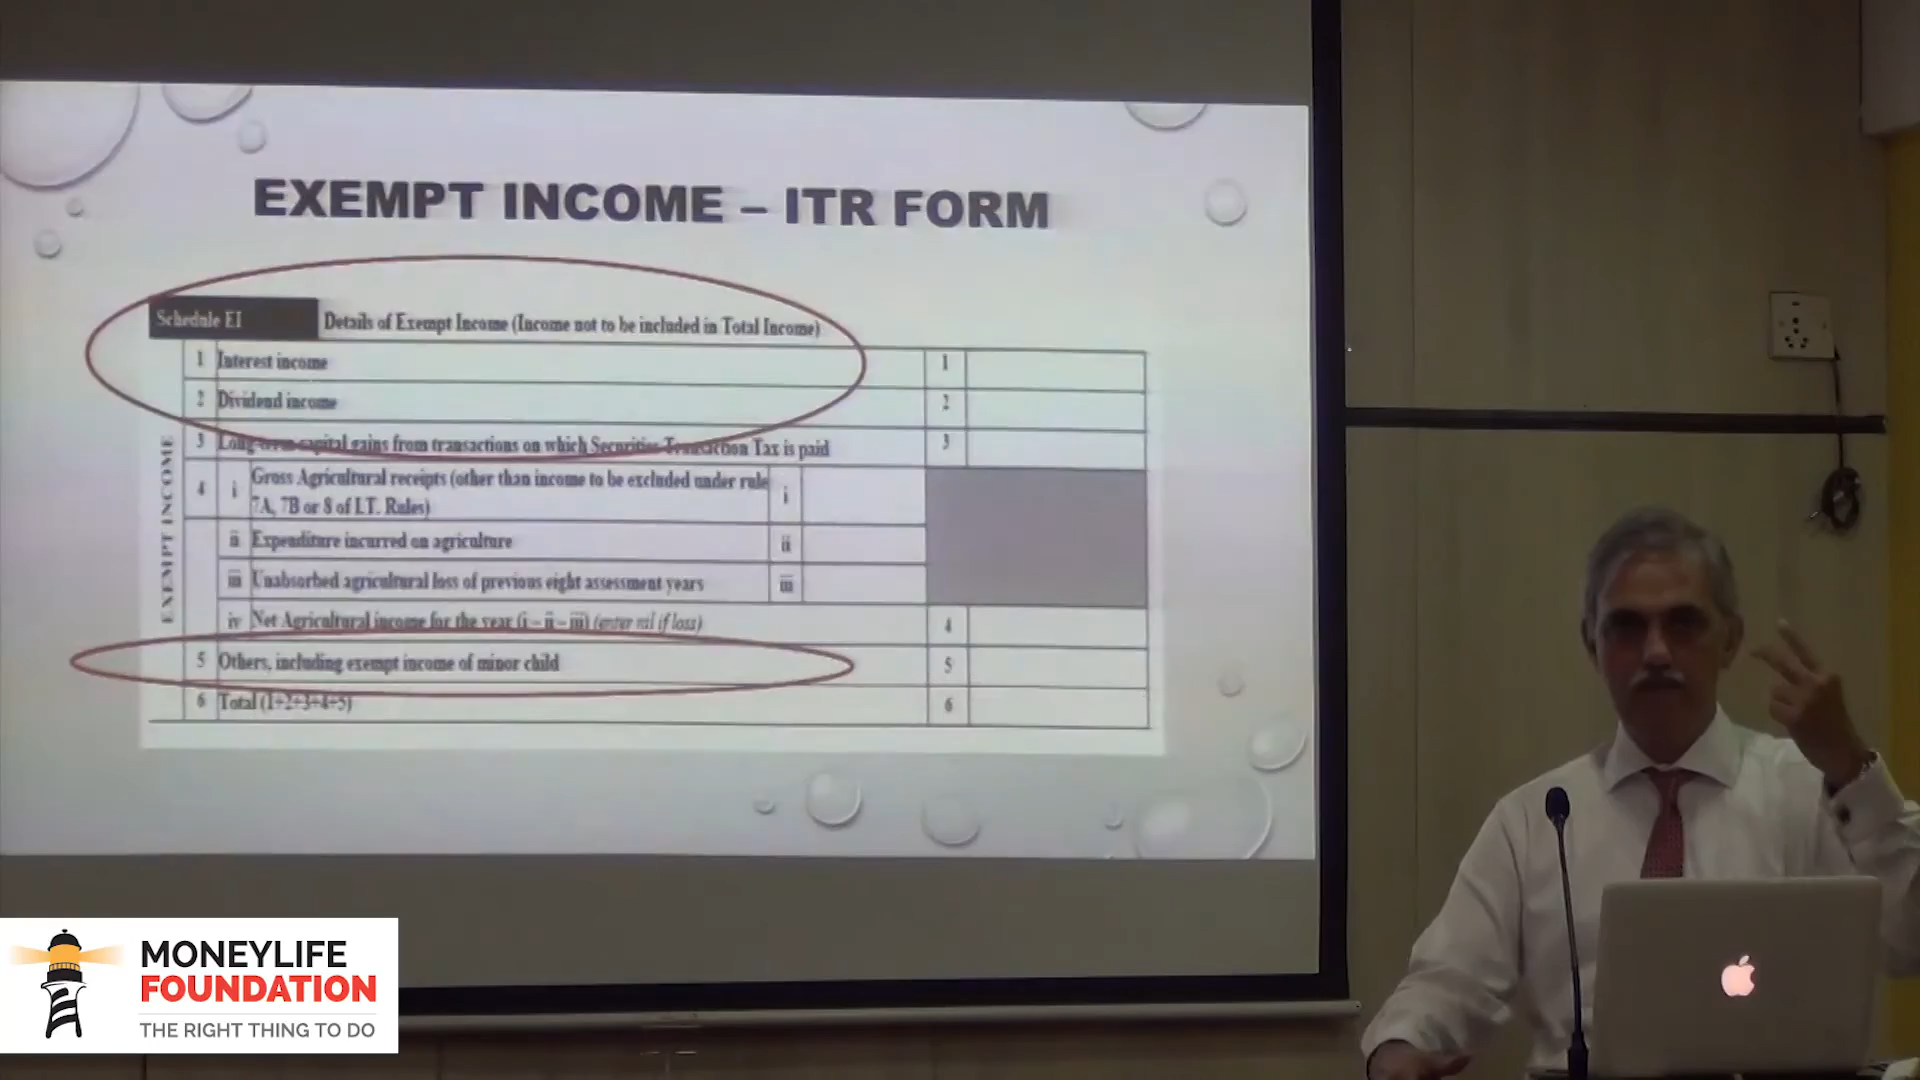 EXEMPT INCOME – ITR FORM
Schedule EI Details of Exempt Income (Income not to be included in Total Income)
EXEMPT INCOME
1 Interest income 1
2 Dividend income 2
3 Long-term capital gains from transactions on which Securities Transaction Tax is paid 3
4 i Gross Agricultural receipts (other than income to be excluded under rule i
7A, 7B or 8 of I.T. Rules)
ii Expenditure incurred on agriculture ii
iii Unabsorbed agricultural loss of previous eight assessment years iii
iv Net Agricultural income for the year (i – ii – iii) (enter nil if loss) 4
5 Others, including exempt income of minor child 5
6 Total (1+2+3+4+5) 6
MONEYLIFE
FOUNDATION
THE RIGHT THING TO DO